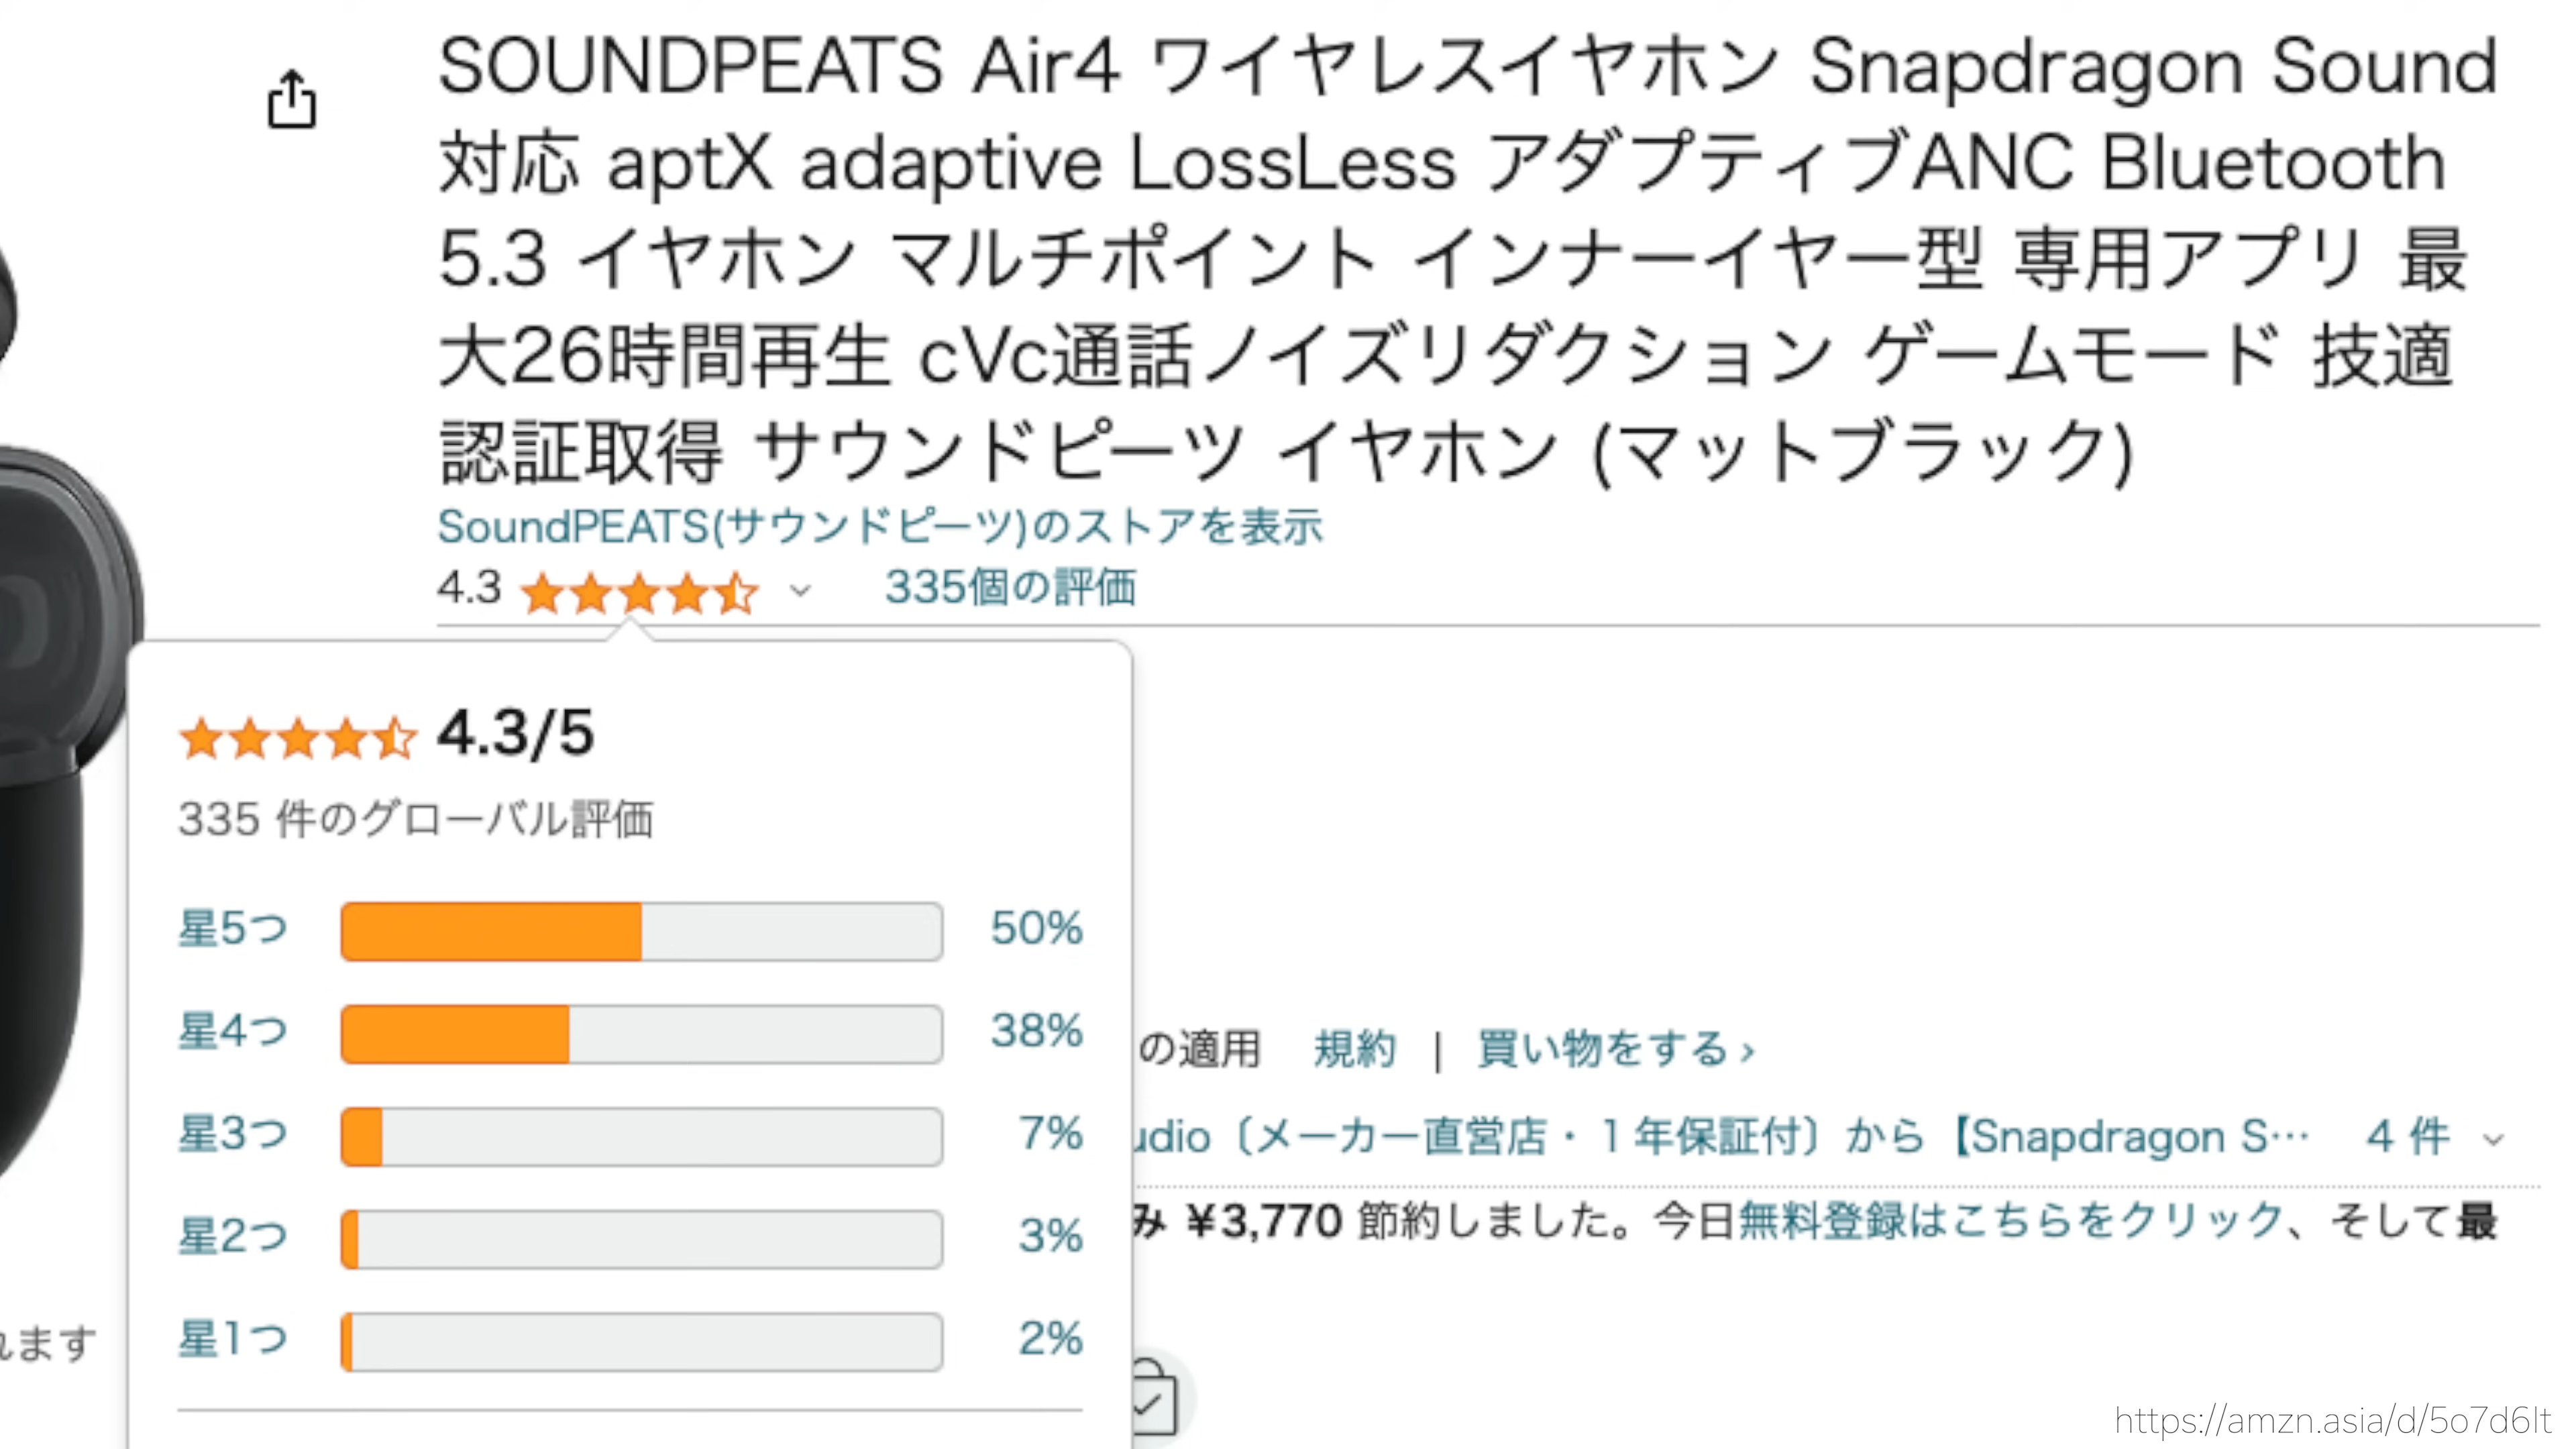 SOUNDPEATS Air4 ワイヤレスイヤホン Snapdragon Sound
対応 aptX adaptive LossLess アダプティブANC Bluetooth
5.3 イヤホン マルチポイント インナーイヤー型 専用アプリ 最
大26時間再生 cVc通話ノイズリダクション ゲームモード 技適
認証取得 サウンドピーツ イヤホン (マットブラック)
SoundPEATS(サウンドピーツ)のストアを表示
4.3 335個の評価
4.3/5
335 件のグローバル評価
星5つ 50%
星4つ 38%
星3つ 7%
星2つ 3%
星1つ 2%
の適用 規約 | 買い物をする ›
udio〔メーカー直営店・1年保証付〕から【Snapdragon S… 4 件
み ¥3,770 節約しました。今日無料登録はこちらをクリック、そして最
れます
https://amzn.asia/d/5o7d6lt